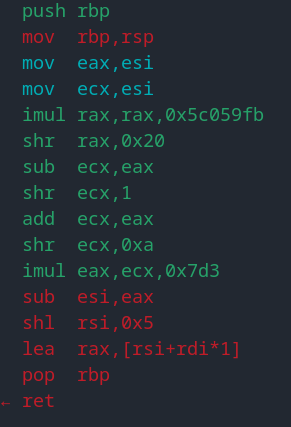 push rbp
mov rbp,rsp
mov eax,esi
mov ecx,esi
imul rax,rax,0x5c059fb
shr rax,0x20
sub ecx,eax
shr ecx,1
add ecx,eax
shr ecx,0xa
imul eax,ecx,0x7d3
sub esi,eax
shl rsi,0x5
lea rax,[rsi+rdi*1]
pop rbp
← ret